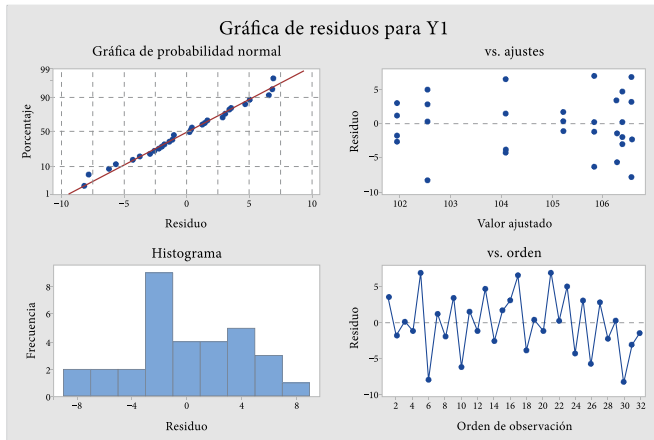 Gráfica de residuos para Y1
Gráfica de probabilidad normal
vs. ajustes
99
90
50
10
1
Porcentaje
−10 −5 0 5 10
Residuo
5
0
−5
−10
Residuo
102 103 104 105 106
Valor ajustado
Histograma
vs. orden
8
6
4
2
0
Frecuencia
−8 −4 0 4 8
Residuo
5
0
−5
−10
Residuo
2 4 6 8 10 12 14 16 18 20 22 24 26 28 30 32
Orden de observación